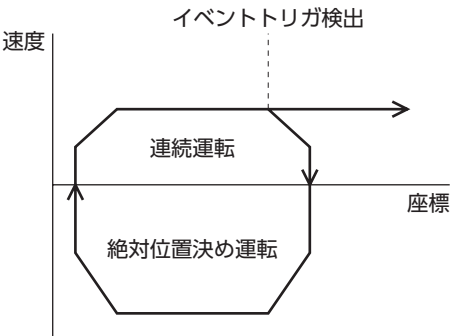 イベントトリガ検出
速度
連続運転
座標
絶対位置決め運転